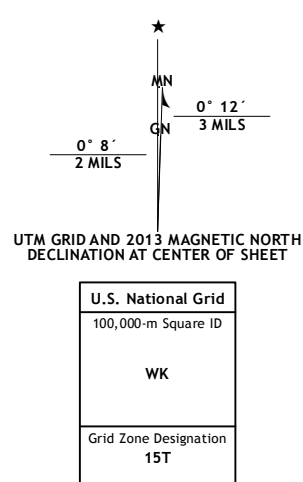 MN
0° 12´
3 MILS
GN
0° 8´
2 MILS
UTM GRID AND 2013 MAGNETIC NORTH
DECLINATION AT CENTER OF SHEET
U.S. National Grid
100,000-m Square ID
WK
Grid Zone Designation
15T